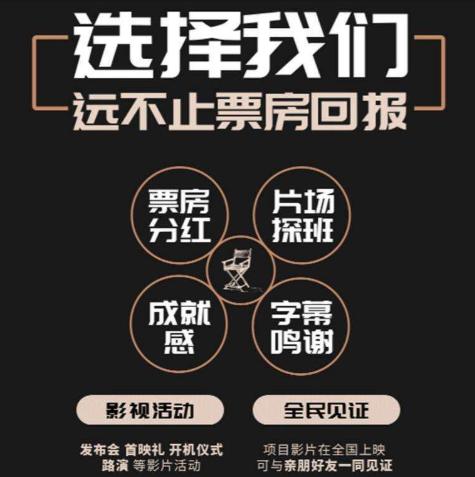 选择我们
远不止票房回报
票房
分红
片场
探班
成就
感
字幕
鸣谢
影视活动
全民见证
发布会 首映礼 开机仪式
路演 等影片活动
项目影片在全国上映
可与亲朋好友一同见证